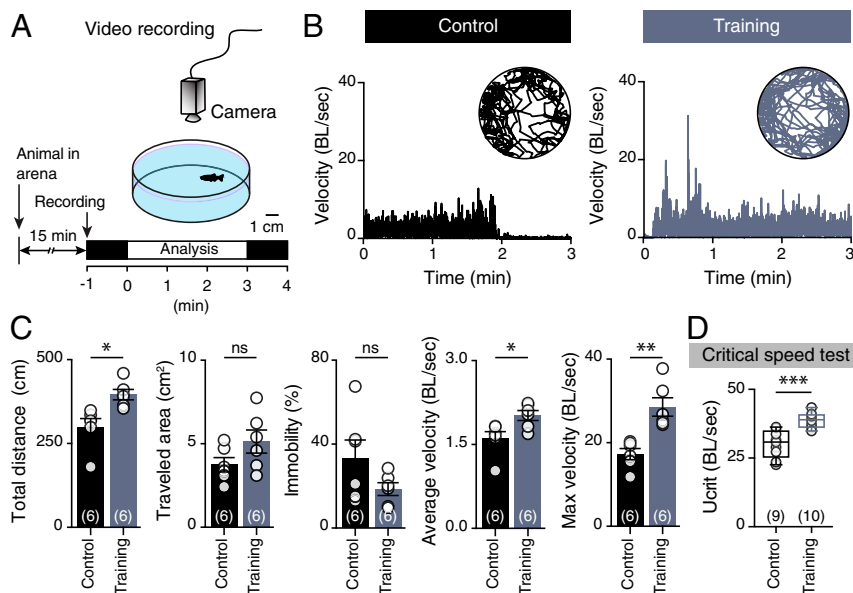 A
Video recording
Camera
Animal in
arena
Recording
15 min
1 cm
Analysis
-1 0 1 2 3 4
(min)
B
Control
Velocity (BL/sec)
40
20
0
0 1 2 3
Time (min)
Training
Velocity (BL/sec)
40
20
0
0 1 2 3
Time (min)
C
*
Total distance (cm)
500
250
0
(6) (6)
Control Training
ns
Traveled area (cm²)
10
5
0
(6) (6)
Control Training
ns
Immobility (%)
80
40
0
(6) (6)
Control Training
*
Average velocity (BL/sec)
3.0
1.5
0.0
(6) (6)
Control Training
**
Max velocity (BL/sec)
40
20
0
(6) (6)
Control Training
D
Critical speed test
***
Ucrit (BL/sec)
50
25
0
(9) (10)
Control Training